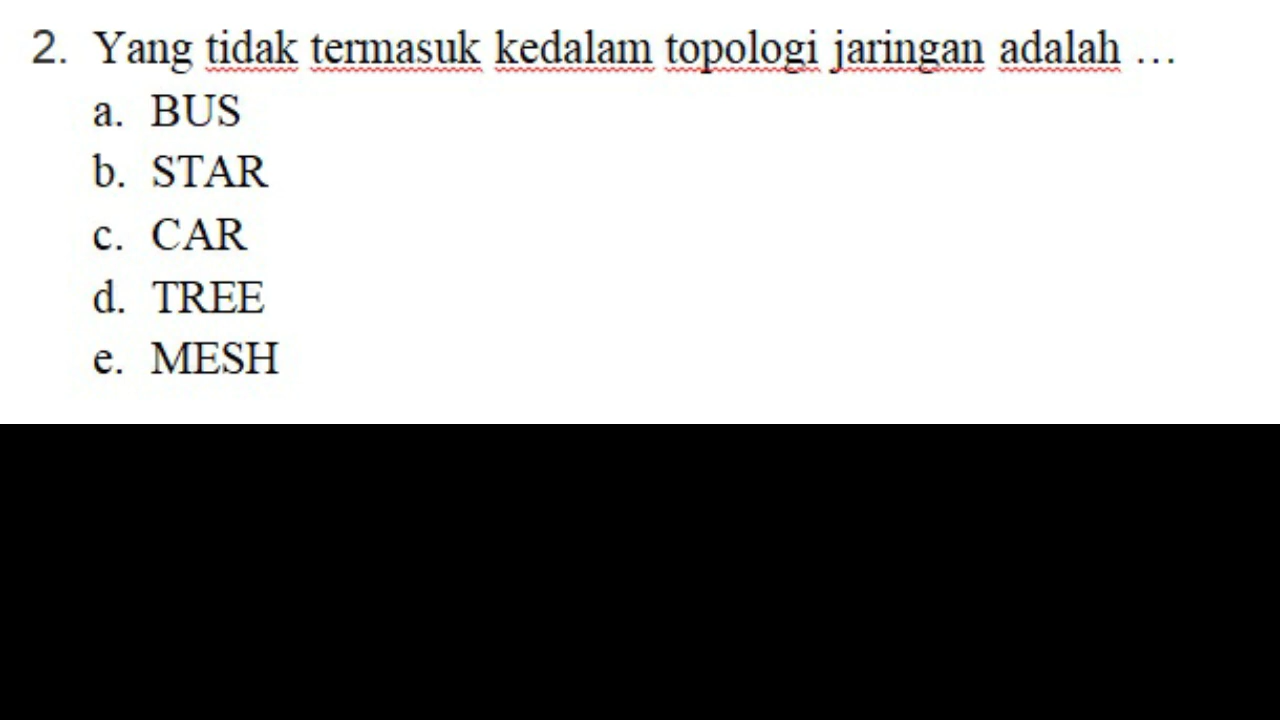 2. Yang tidak termasuk kedalam topologi jaringan adalah …
a. BUS
b. STAR
c. CAR
d. TREE
e. MESH